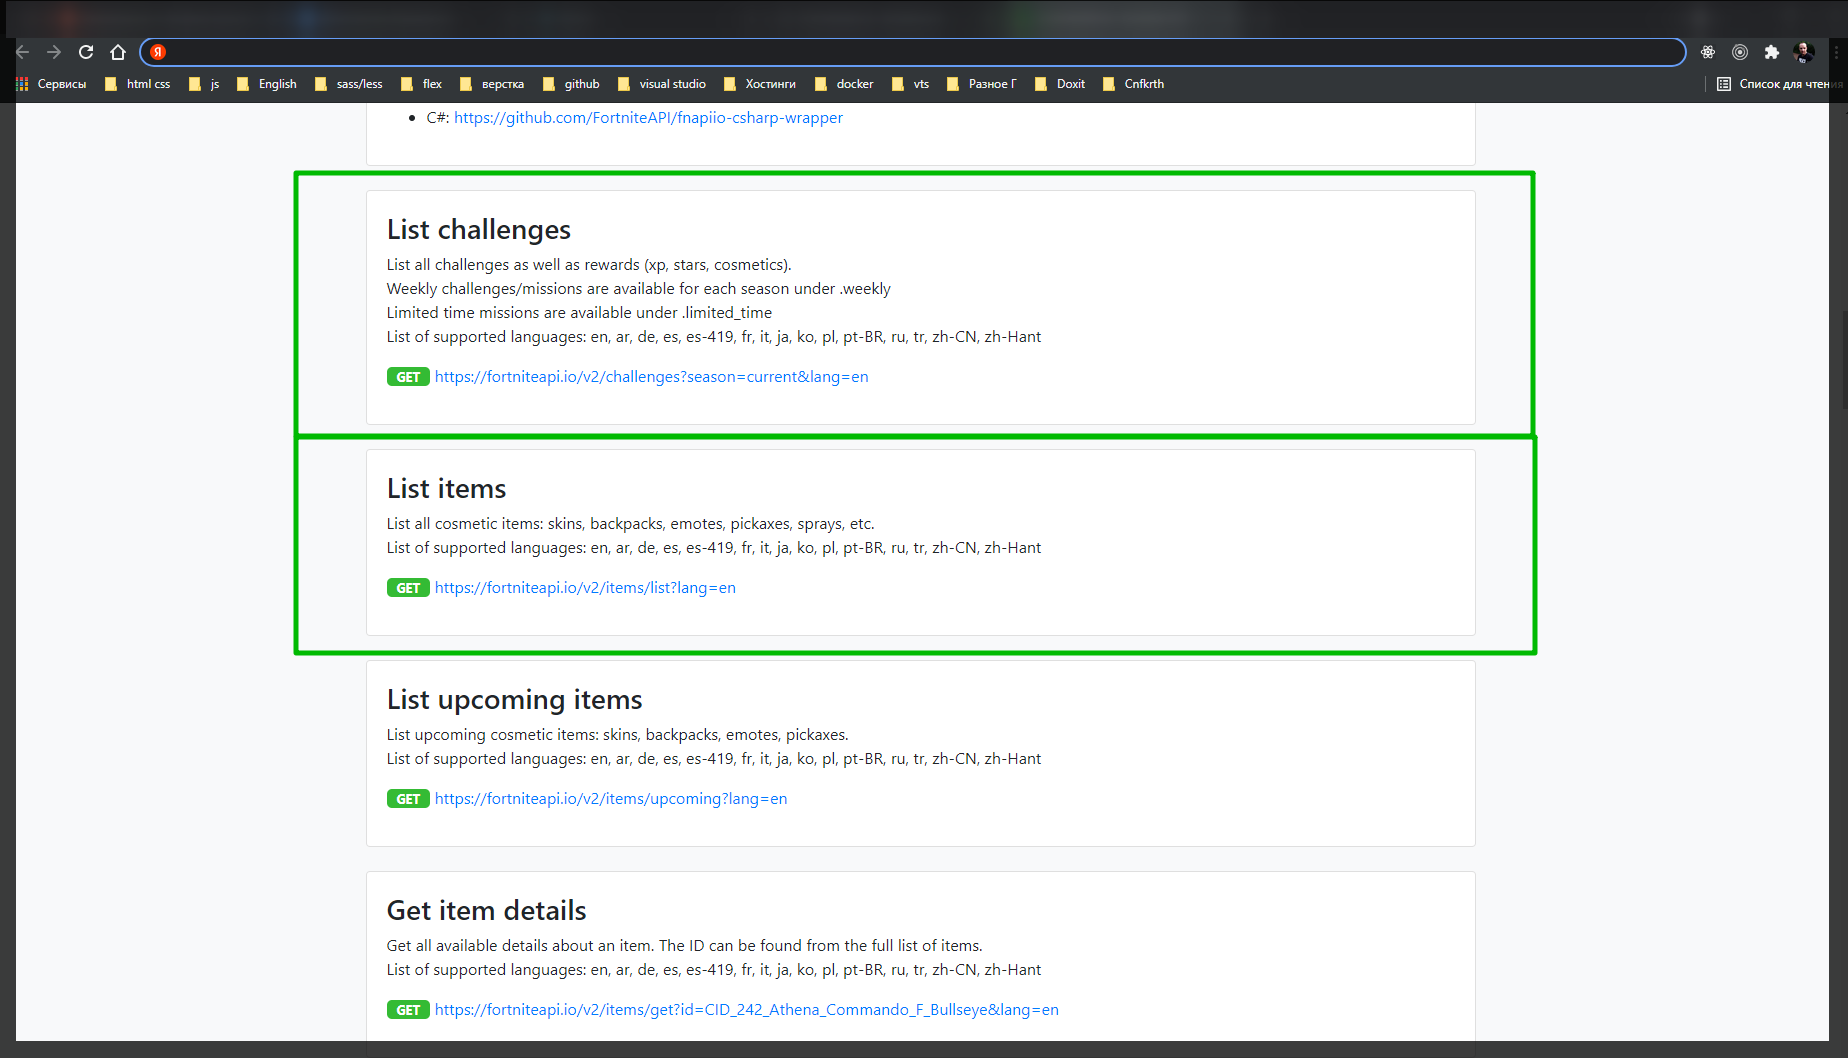 Я
Сервисы html css js English sass/less flex верстка github visual studio Хостинги docker vts Разное Г Doxit Cnfkrth Список для чтения
C#: https://github.com/FortniteAPI/fnapiio-csharp-wrapper
List challenges
List all challenges as well as rewards (xp, stars, cosmetics).
Weekly challenges/missions are available for each season under .weekly
Limited time missions are available under .limited_time
List of supported languages: en, ar, de, es, es-419, fr, it, ja, ko, pl, pt-BR, ru, tr, zh-CN, zh-Hant
GET https://fortniteapi.io/v2/challenges?season=current&lang=en
List items
List all cosmetic items: skins, backpacks, emotes, pickaxes, sprays, etc.
List of supported languages: en, ar, de, es, es-419, fr, it, ja, ko, pl, pt-BR, ru, tr, zh-CN, zh-Hant
GET https://fortniteapi.io/v2/items/list?lang=en
List upcoming items
List upcoming cosmetic items: skins, backpacks, emotes, pickaxes.
List of supported languages: en, ar, de, es, es-419, fr, it, ja, ko, pl, pt-BR, ru, tr, zh-CN, zh-Hant
GET https://fortniteapi.io/v2/items/upcoming?lang=en
Get item details
Get all available details about an item. The ID can be found from the full list of items.
List of supported languages: en, ar, de, es, es-419, fr, it, ja, ko, pl, pt-BR, ru, tr, zh-CN, zh-Hant
GET https://fortniteapi.io/v2/items/get?id=CID_242_Athena_Commando_F_Bullseye&lang=en